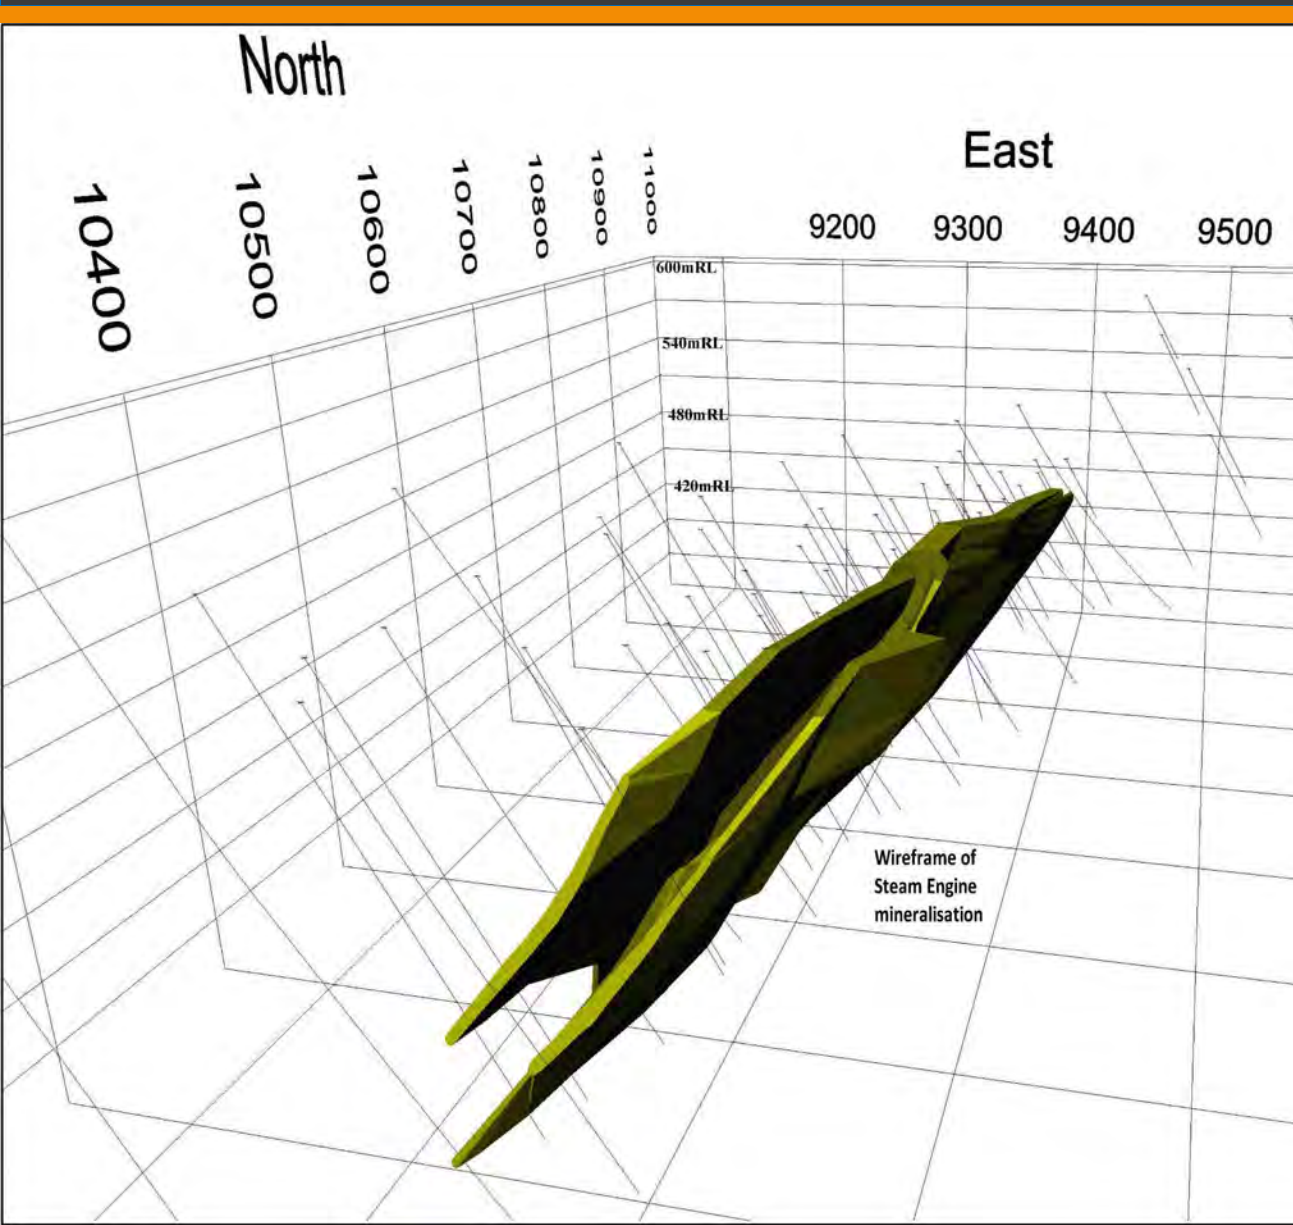 North
East
10400
10500
10600
10700
10800
10900
11000
9200
9300
9400
9500
600mRL
540mRL
480mRL
420mRL
Wireframe of
Steam Engine
mineralisation